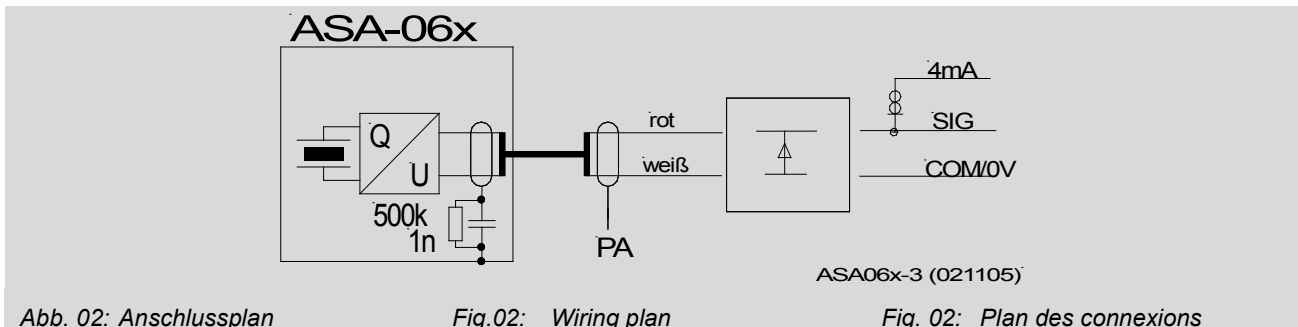 ASA-06x
4mA
Q
rot
SIG
U
weiß
COM/0V
500k
1n
PA
ASA06x-3 (021105)
Abb. 02: Anschlussplan Fig.02: Wiring plan Fig. 02: Plan des connexions